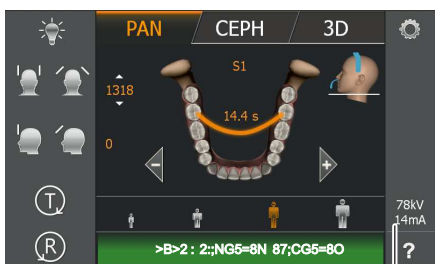 PAN
CEPH
3D
S1
1318
14.4 s
0
78kV
14mA
T
R
>B>2 : 2:;NG5=8N 87;CG5=8O
?